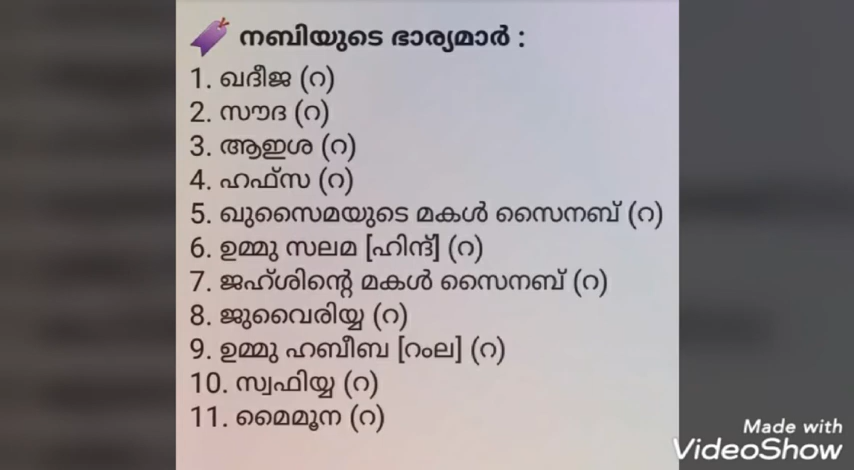 നബിയുടെ ഭാര്യമാർ :
1. ഖദീജ (റ)
2. സൗദ (റ)
3. ആഇശ (റ)
4. ഹഫ്സ (റ)
5. ഖുസൈമയുടെ മകൾ സൈനബ് (റ)
6. ഉമ്മു സലമ [ഹിന്ദ്] (റ)
7. ജഹ്ശിന്റെ മകൾ സൈനബ് (റ)
8. ജുവൈരിയ്യ (റ)
9. ഉമ്മു ഹബീബ [റംല] (റ)
10. സ്വഫിയ്യ (റ)
11. മൈമൂന (റ)
Made with
VideoShow